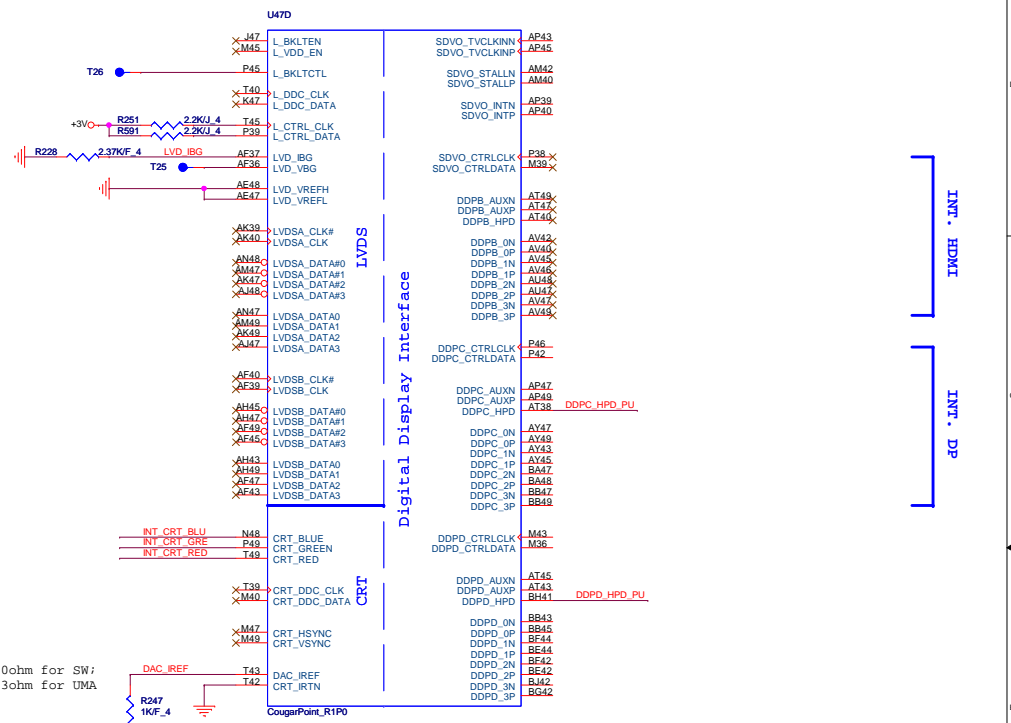 U47D
J47 L_BKLTEN
M45 L_VDD_EN
T26 P45 L_BKLTCTL
T40 L_DDC_CLK
K47 L_DDC_DATA
+3V R251 2.2K/J_4 T45 L_CTRL_CLK
R591 2.2K/J_4 P39 L_CTRL_DATA
R228 2.37K/F_4 LVD_IBG AF37 LVD_IBG
T25 AF36 LVD_VBG
AE48 LVD_VREFH
AE47 LVD_VREFL
AK39 LVDSA_CLK#
AK40 LVDSA_CLK
AN48 LVDSA_DATA#0
AM47 LVDSA_DATA#1
AK47 LVDSA_DATA#2
AJ48 LVDSA_DATA#3
AN47 LVDSA_DATA0
AM49 LVDSA_DATA1
AK49 LVDSA_DATA2
AJ47 LVDSA_DATA3
AF40 LVDSB_CLK#
AF39 LVDSB_CLK
AH45 LVDSB_DATA#0
AH47 LVDSB_DATA#1
AF49 LVDSB_DATA#2
AF45 LVDSB_DATA#3
AH43 LVDSB_DATA0
AH49 LVDSB_DATA1
AF47 LVDSB_DATA2
AF43 LVDSB_DATA3
INT_CRT_BLU N48 CRT_BLUE
INT_CRT_GRE P49 CRT_GREEN
INT_CRT_RED T49 CRT_RED
T39 CRT_DDC_CLK
M40 CRT_DDC_DATA
M47 CRT_HSYNC
M49 CRT_VSYNC
DAC_IREF T43 DAC_IREF
T42 CRT_IRTN
0ohm for SW;
3ohm for UMA
R247
1K/F_4
CougarPoint_R1P0
LVDS
CRT
Digital Display Interface
SDVO_TVCLKINN AP43
SDVO_TVCLKINP AP45
SDVO_STALLN AM42
SDVO_STALLP AM40
SDVO_INTN AP39
SDVO_INTP AP40
SDVO_CTRLCLK P38
SDVO_CTRLDATA M39
DDPB_AUXN AT49
DDPB_AUXP AT47
DDPB_HPD AT40
DDPB_0N AV42
DDPB_0P AV40
DDPB_1N AV45
DDPB_1P AV46
DDPB_2N AU48
DDPB_2P AU47
DDPB_3N AV47
DDPB_3P AV49
DDPC_CTRLCLK P46
DDPC_CTRLDATA P42
DDPC_AUXN AP47
DDPC_AUXP AP49
DDPC_HPD AT38 DDPC_HPD_PU
DDPC_0N AY47
DDPC_0P AY49
DDPC_1N AY43
DDPC_1P AY45
DDPC_2N BA47
DDPC_2P BA48
DDPC_3N BB47
DDPC_3P BB49
DDPD_CTRLCLK M43
DDPD_CTRLDATA M36
DDPD_AUXN AT45
DDPD_AUXP AT43
DDPD_HPD BH41 DDPD_HPD_PU
DDPD_0N BB43
DDPD_0P BB45
DDPD_1N BF44
DDPD_1P BE44
DDPD_2N BF42
DDPD_2P BE42
DDPD_3N BJ42
DDPD_3P BG42
INT. HDMI
INT. DP